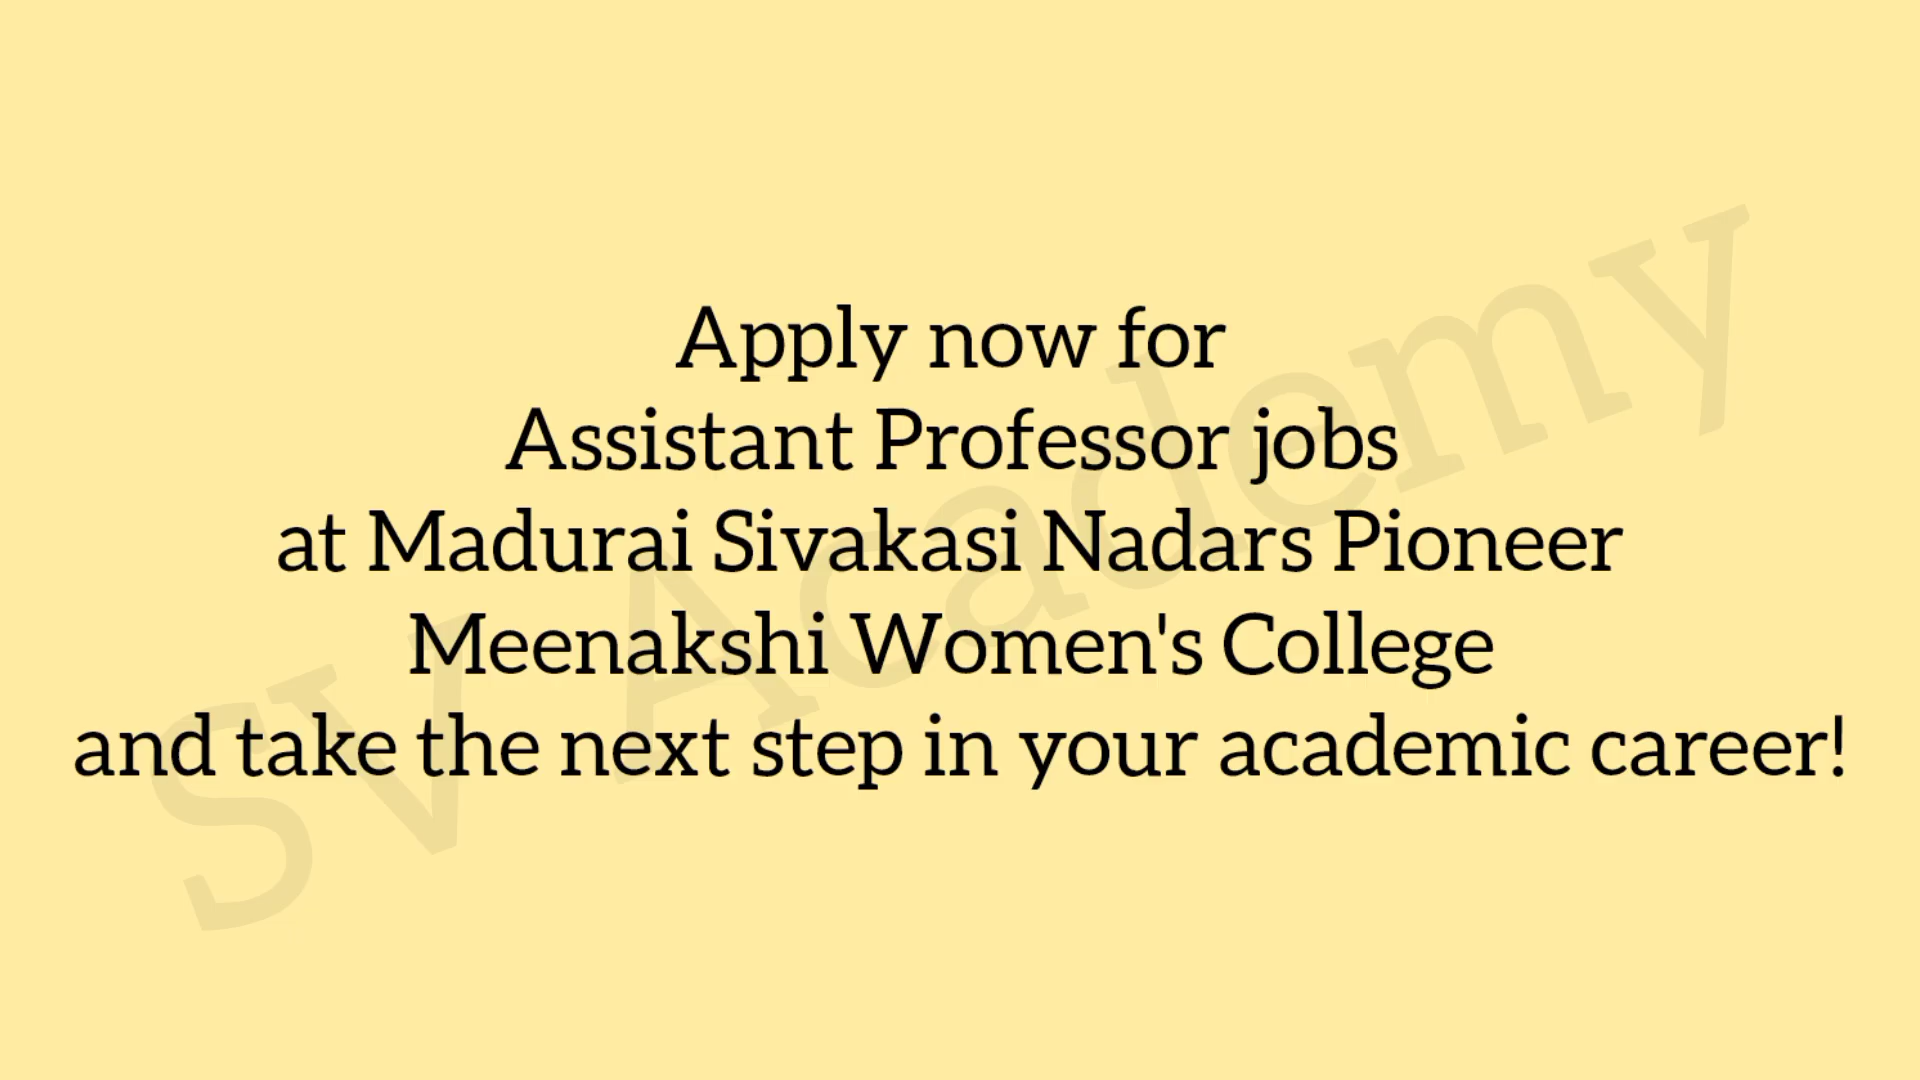 Apply now for
Assistant Professor jobs
at Madurai Sivakasi Nadars Pioneer
Meenakshi Women's College
and take the next step in your academic career!
SV Academy